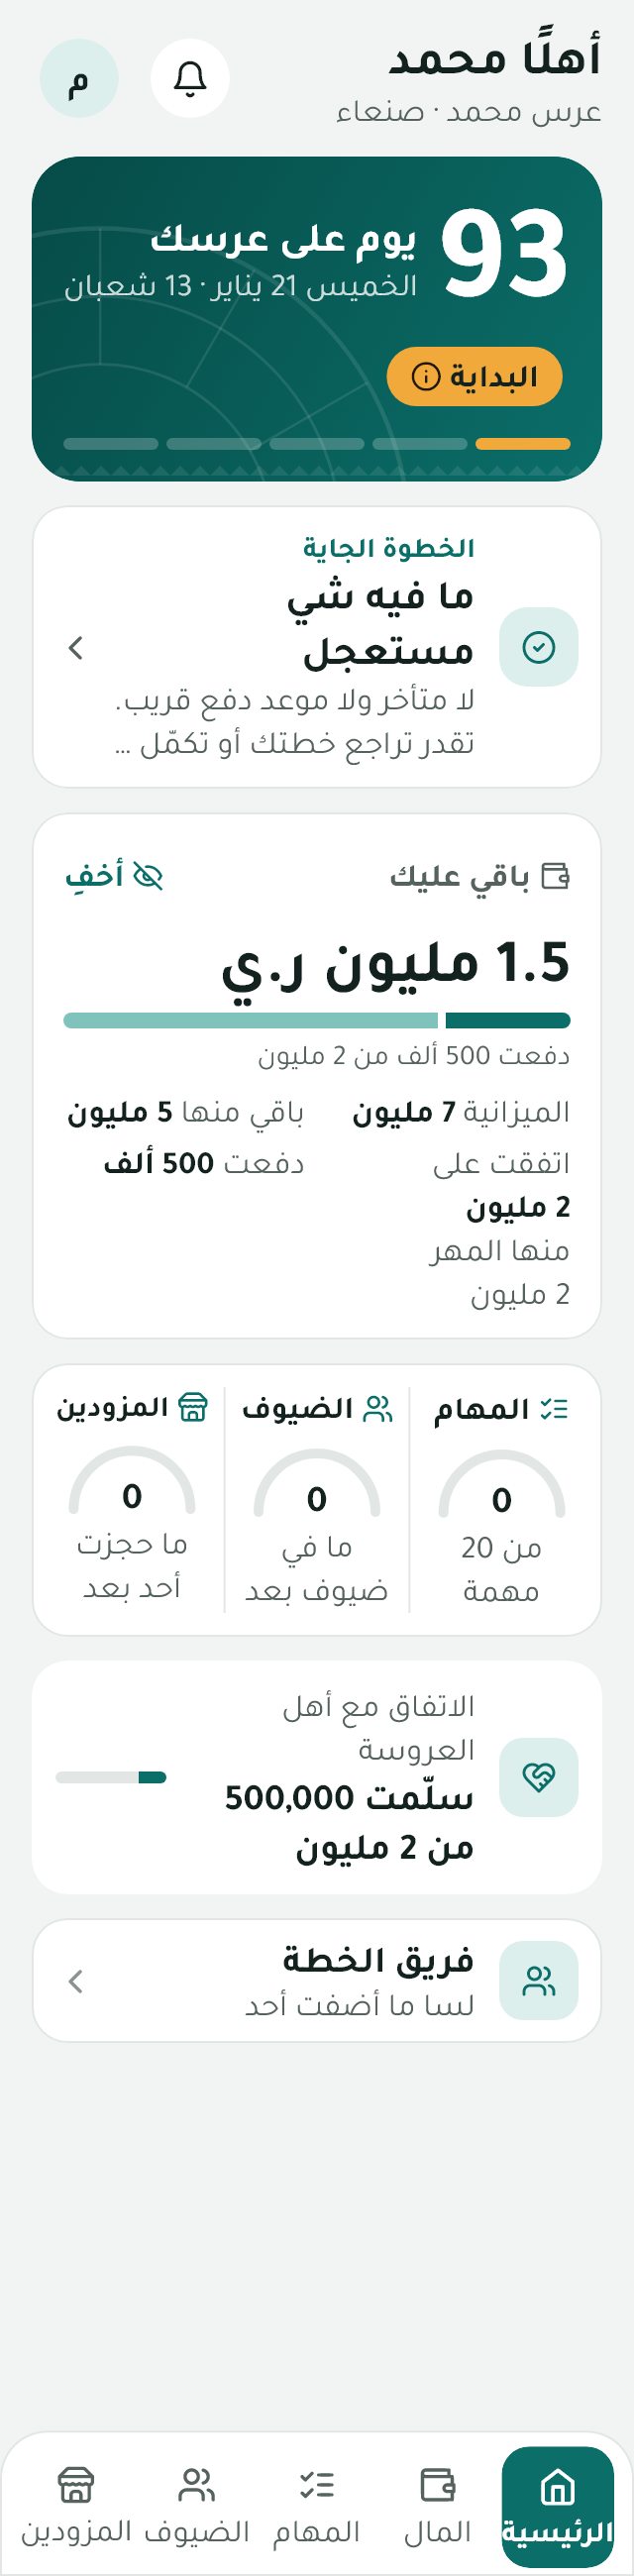 أهلًا محمد
عرس محمد · صنعاء
م
93
يوم على عرسك
الخميس 21 يناير · 13 شعبان
البداية
الخطوة الجاية
ما فيه شي
مستعجل
لا متأخر ولا موعد دفع قريب.
تقدر تراجع خطتك أو تكمّل ...
باقي عليك
أخفِ
1.5 مليون ر.ي
دفعت 500 ألف من 2 مليون
الميزانية 7 مليون
باقي منها 5 مليون
اتفقت على
2 مليون
منها المهر
2 مليون
دفعت 500 ألف
المهام
0
من 20
مهمة
الضيوف
0
ما في
ضيوف بعد
المزودين
0
ما حجزت
أحد بعد
الاتفاق مع أهل
العروسة
سلّمت 500,000
من 2 مليون
فريق الخطة
لسا ما أضفت أحد
الرئيسية
المال
المهام
الضيوف
المزودين